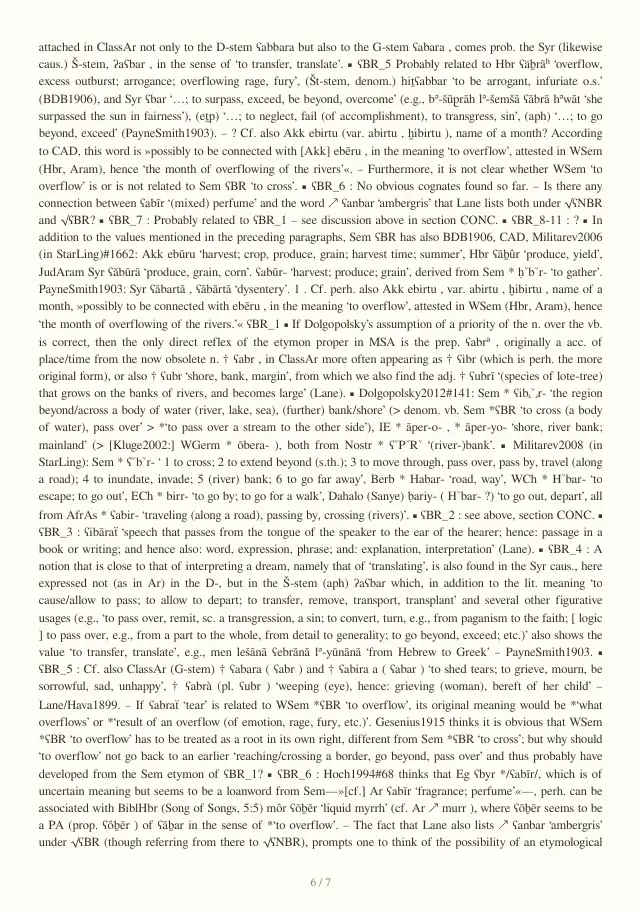 attached in ClassAr not only to the D-stem ʕabbara but also to the G-stem ʕabara , comes prob. the Syr (likewise
caus.) Š-stem, ʔaʕbar , in the sense of ‘to transfer, translate’. ▪ ʕBR_5 Probably related to Hbr ʕäḇrāʰ ‘overflow,
excess outburst; arrogance; overflowing rage, fury’, (Št-stem, denom.) hiṯʕabbar ‘to be arrogant, infuriate o.s.’
(BDB1906), and Syr ʕbar ‘…; to surpass, exceed, be beyond, overcome’ (e.g., bᵊ-šūp̄rāh lᵊ-šemšā ʕābrā hᵊwāt ‘she
surpassed the sun in fairness’), (eṯp) ‘…; to neglect, fail (of accomplishment), to transgress, sin’, (aph) ‘…; to go
beyond, exceed’ (PayneSmith1903). – ? Cf. also Akk ebirtu (var. abirtu , ḫibirtu ), name of a month? According
to CAD, this word is »possibly to be connected with [Akk] ebēru , in the meaning ‘to overflow’, attested in WSem
(Hbr, Aram), hence ‘the month of overflowing of the rivers’«. – Furthermore, it is not clear whether WSem ‘to
overflow’ is or is not related to Sem ʕBR ‘to cross’. ▪ ʕBR_6 : No obvious cognates found so far. – Is there any
connection between ʕabīr ‘(mixed) perfume’ and the word ↗ ʕanbar ‘ambergris’ that Lane lists both under √ʕNBR
and √ʕBR? ▪ ʕBR_7 : Probably related to ʕBR_1 – see discussion above in section CONC. ▪ ʕBR_8-11 : ? ▪ In
addition to the values mentioned in the preceding paragraphs, Sem ʕBR has also BDB1906, CAD, Militarev2006
(in StarLing)#1662: Akk ebūru ‘harvest; crop, produce, grain; harvest time; summer’, Hbr ʕāḇûr ‘produce, yield’,
JudAram Syr ʕăbūrā ‘produce, grain, corn’. ʕabūr- ‘harvest; produce; grain’, derived from Sem * ḥ˅b˅r- ‘to gather’.
PayneSmith1903: Syr ʕābartā , ʕābārtā ‘dysentery’. 1 . Cf. perh. also Akk ebirtu , var. abirtu , ḫibirtu , name of a
month, »possibly to be connected with ebēru , in the meaning ‘to overflow’, attested in WSem (Hbr, Aram), hence
‘the month of overflowing of the rivers.’« ʕBR_1 ▪ If Dolgopolsky’s assumption of a priority of the n. over the vb.
is correct, then the only direct reflex of the etymon proper in MSA is the prep. ʕabrᵃ , originally a acc. of
place/time from the now obsolete n. † ʕabr , in ClassAr more often appearing as † ʕibr (which is perh. the more
original form), or also † ʕubr ‘shore, bank, margin’, from which we also find the adj. † ʕubrī ‘(species of lote-tree)
that grows on the banks of rivers, and becomes large’ (Lane). ▪ Dolgopolsky2012#141: Sem * ʕib˻˅˼r- ‘the region
beyond/across a body of water (river, lake, sea), (further) bank/shore’ (> denom. vb. Sem *ʕBR ‘to cross (a body
of water), pass over’ > *‘to pass over a stream to the other side’), IE * āper-o- , * āper-yo- ‘shore, river bank;
mainland’ (> [Kluge2002:] WGerm * ōbera- ), both from Nostr * ʕ˅P˅R˅ ‘(river-)bank’. ▪ Militarev2008 (in
StarLing): Sem * ʕ˅b˅r- ‘ 1 to cross; 2 to extend beyond (s.th.); 3 to move through, pass over, pass by, travel (along
a road); 4 to inundate, invade; 5 (river) bank; 6 to go far away’, Berb * Habar- ‘road, way’, WCh * H˅bar- ‘to
escape; to go out’, ECh * birr- ‘to go by; to go for a walk’, Dahalo (Sanye) ḅariy- ( H˅bar- ?) ‘to go out, depart’, all
from AfrAs * ʕabir- ‘traveling (along a road), passing by, crossing (rivers)’. ▪ ʕBR_2 : see above, section CONC. ▪
ʕBR_3 : ʕibāraẗ ‘speech that passes from the tongue of the speaker to the ear of the hearer; hence: passage in a
book or writing; and hence also: word, expression, phrase; and: explanation, interpretation’ (Lane). ▪ ʕBR_4 : A
notion that is close to that of interpreting a dream, namely that of ‘translating’, is also found in the Syr caus., here
expressed not (as in Ar) in the D-, but in the Š-stem (aph) ʔaʕbar which, in addition to the lit. meaning ‘to
cause/allow to pass; to allow to depart; to transfer, remove, transport, transplant’ and several other figurative
usages (e.g., ‘to pass over, remit, sc. a transgression, a sin; to convert, turn, e.g., from paganism to the faith; [ logic
] to pass over, e.g., from a part to the whole, from detail to generality; to go beyond, exceed; etc.)’ also shows the
value ‘to transfer, translate’, e.g., men lešānā ʕebrānā lᵊ-yūnānā ‘from Hebrew to Greek’ – PayneSmith1903. ▪
ʕBR_5 : Cf. also ClassAr (G-stem) † ʕabara ( ʕabr ) and † ʕabira a ( ʕabar ) ‘to shed tears; to grieve, mourn, be
sorrowful, sad, unhappy’, † ʕabrà (pl. ʕubr ) ‘weeping (eye), hence: grieving (woman), bereft of her child’ –
Lane/Hava1899. – If ʕabraẗ ‘tear’ is related to WSem *ʕBR ‘to overflow’, its original meaning would be *‘what
overflows’ or *‘result of an overflow (of emotion, rage, fury, etc.)’. Gesenius1915 thinks it is obvious that WSem
*ʕBR ‘to overflow’ has to be treated as a root in its own right, different from Sem *ʕBR ‘to cross’; but why should
‘to overflow’ not go back to an earlier ‘reaching/crossing a border, go beyond, pass over’ and thus probably have
developed from the Sem etymon of ʕBR_1? ▪ ʕBR_6 : Hoch1994#68 thinks that Eg ʕbyr */ʕabīr/, which is of
uncertain meaning but seems to be a loanword from Sem—»[cf.] Ar ʕabīr ‘fragrance; perfume’«—, perh. can be
associated with BiblHbr (Song of Songs, 5:5) môr ʕōḇēr ‘liquid myrrh’ (cf. Ar ↗ murr ), where ʕōḇēr seems to be
a PA (prop. ʕôḇēr ) of ʕāḇar in the sense of *‘to overflow’. – The fact that Lane also lists ↗ ʕanbar ‘ambergris’
under √ʕBR (though referring from there to √ʕNBR), prompts one to think of the possibility of an etymological
6 / 7